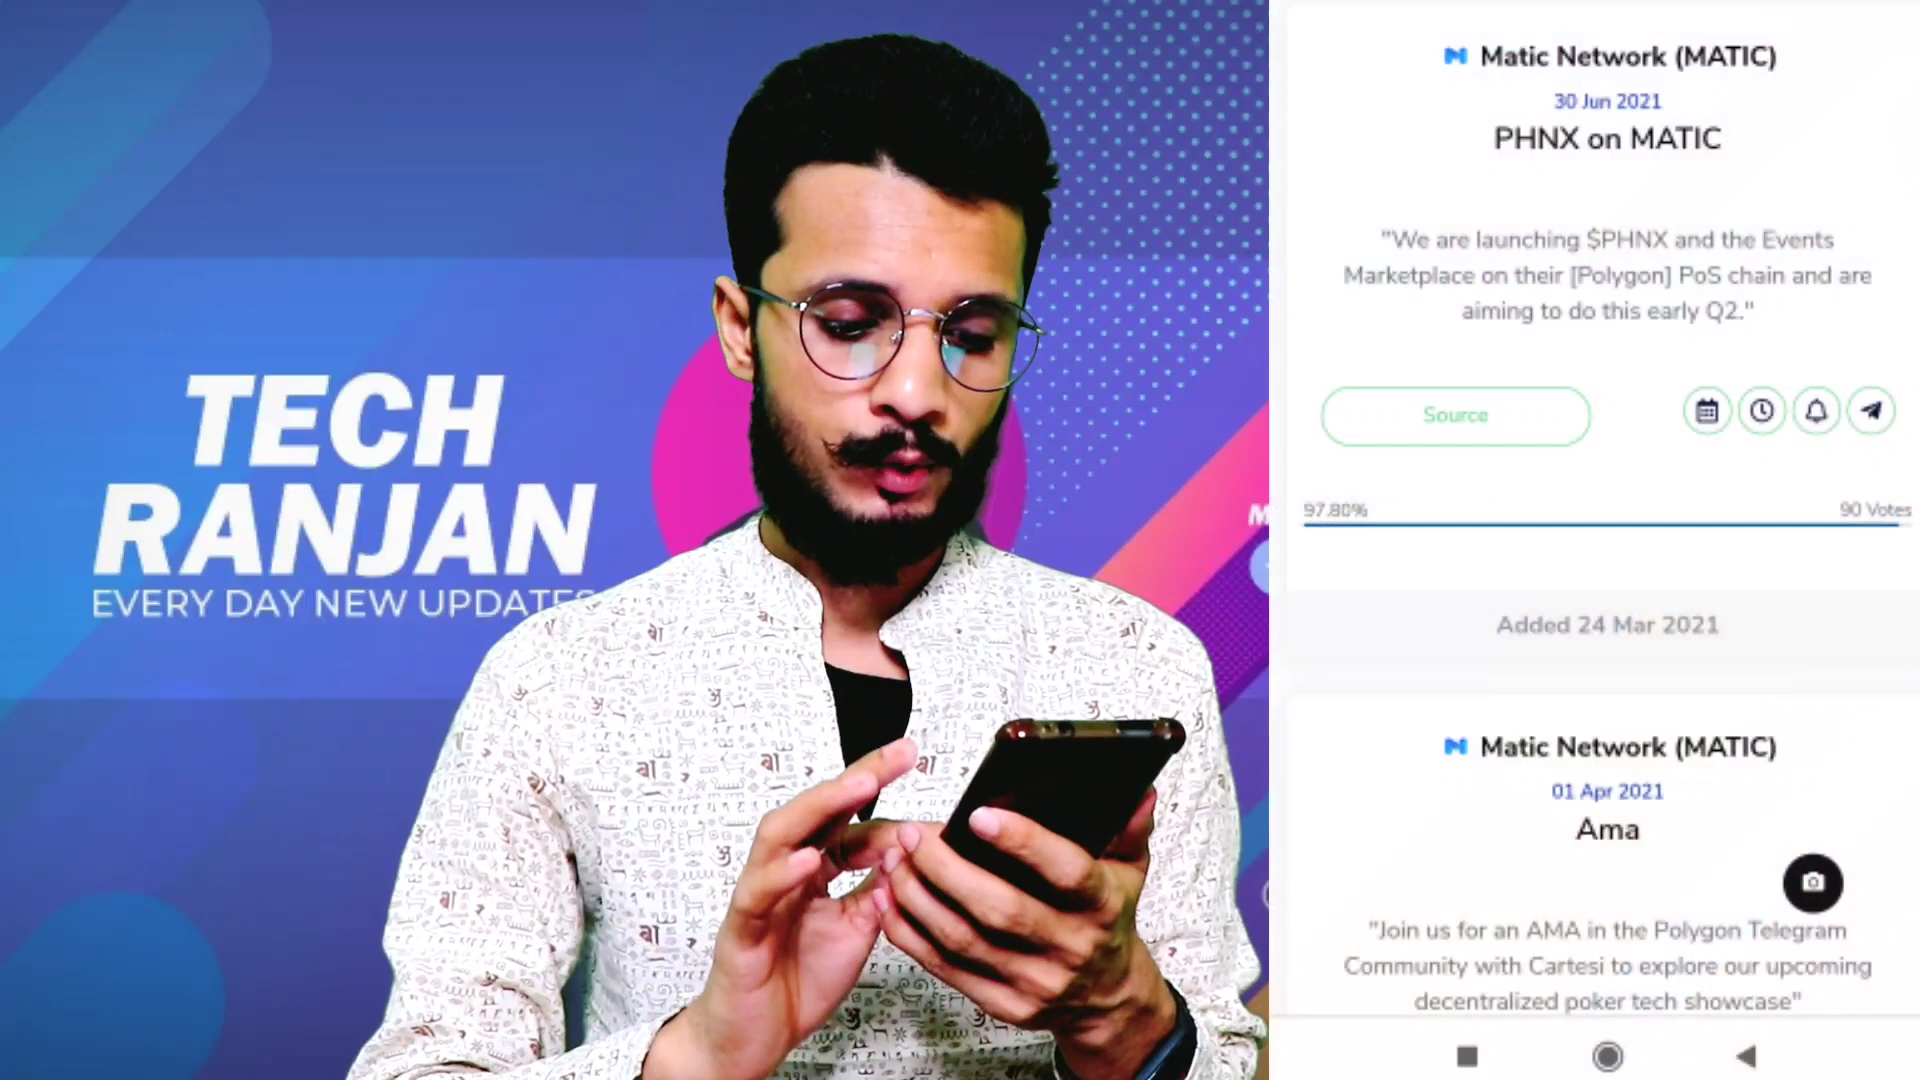 TECH
RANJAN
EVERY DAY NEW UPDATES
M
Matic Network (MATIC)
30 Jun 2021
PHNX on MATIC
"We are launching $PHNX and the Events
Marketplace on their [Polygon] PoS chain and are
aiming to do this early Q2."
Source
97.80%
90 Votes
Added 24 Mar 2021
Matic Network (MATIC)
01 Apr 2021
Ama
"Join us for an AMA in the Polygon Telegram
Community with Cartesi to explore our upcoming
decentralized poker tech showcase"